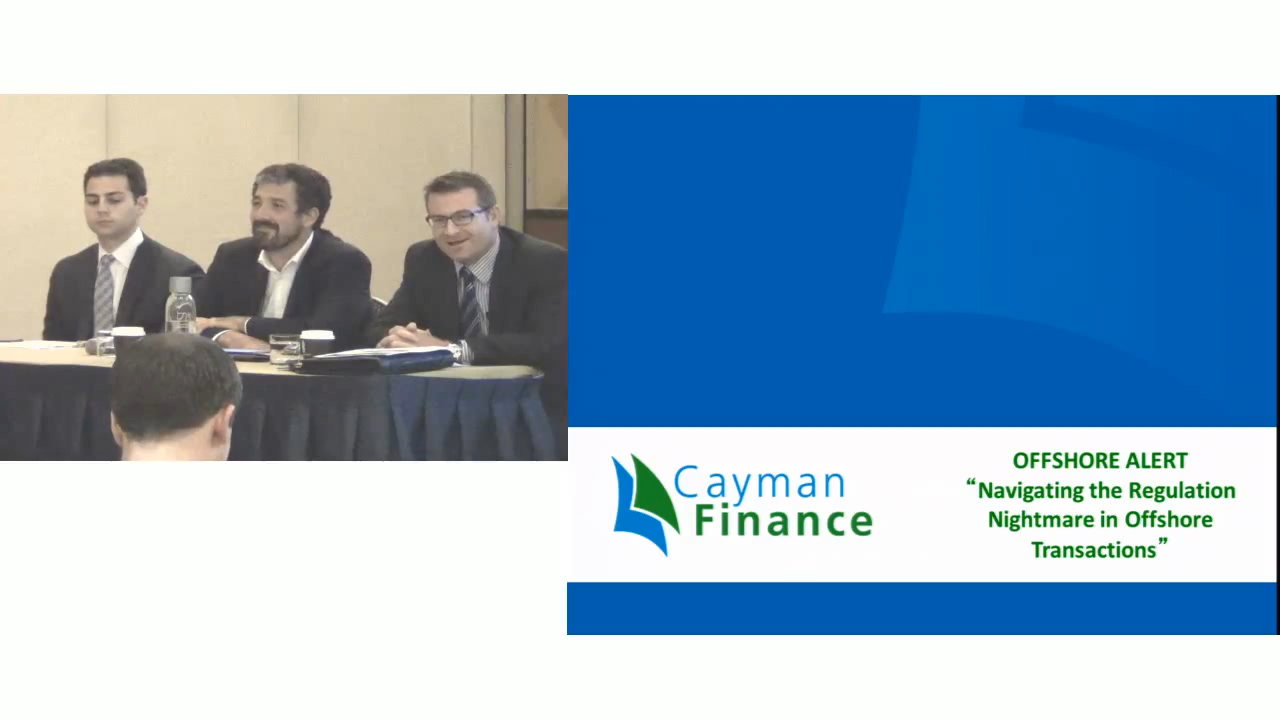 Cayman
Finance
OFFSHORE ALERT
“Navigating the Regulation
Nightmare in Offshore
Transactions”